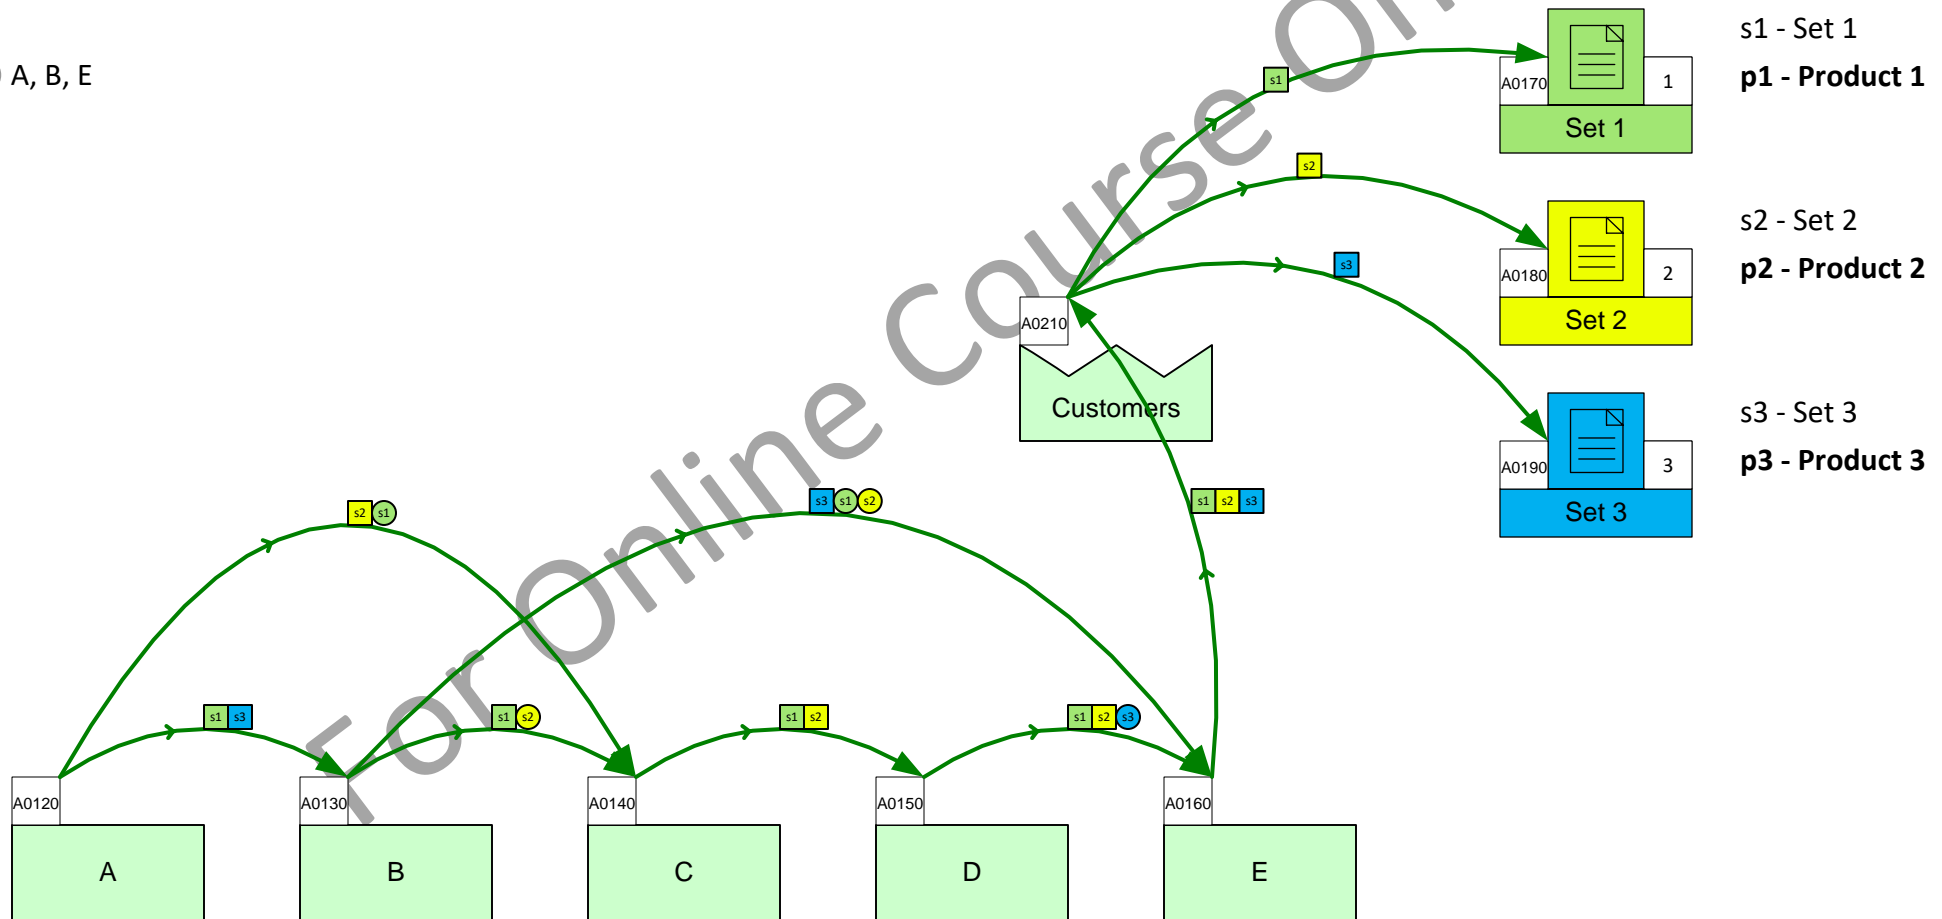 s1 - Set 1
A, B, E
p1 - Product 1
s1
A0170
1
Set 1
s2
s2 - Set 2
p2 - Product 2
s3
A0180
2
Set 2
A0210
Customers
s3 - Set 3
p3 - Product 3
A0190
3
Set 3
s2 s1
s3 s1 s2
s1 s2 s3
s1 s3
s1 s2
s1 s2
s1 s2 s3
A0120
A0130
A0140
A0150
A0160
A
B
C
D
E
For Online Course On